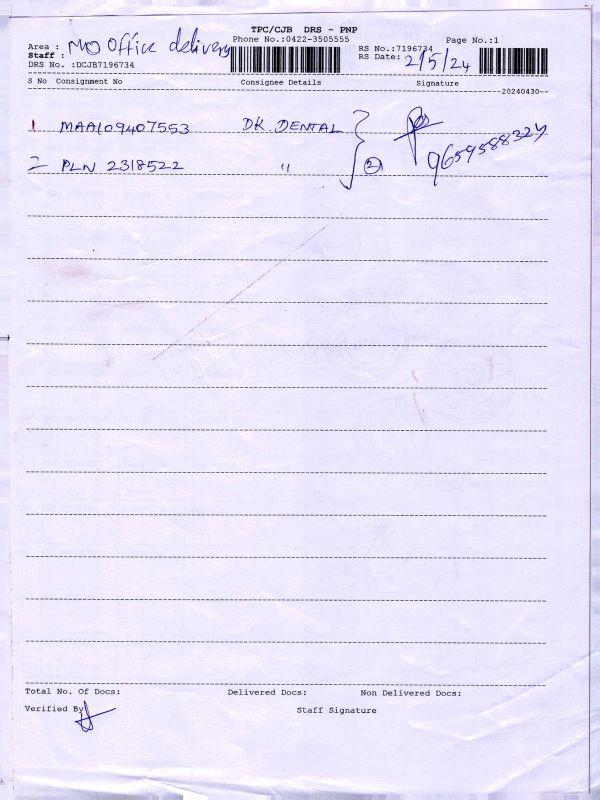 TPC/CJB DRS - PNP
Area : MO Office delivery Phone No.:0422-3505555 RS No.:7196734 Page No.:1
Staff : RS Date: 2/5/24
DRS No. :DCJB7196734
S No Consignment No Consignee Details Signature
20240430--
1 MAA109407553 DK DENTAL
2 PLN 2318522 " 2 9659588324
Total No. Of Docs: Delivered Docs: Non Delivered Docs:
Verified By
Staff Signature